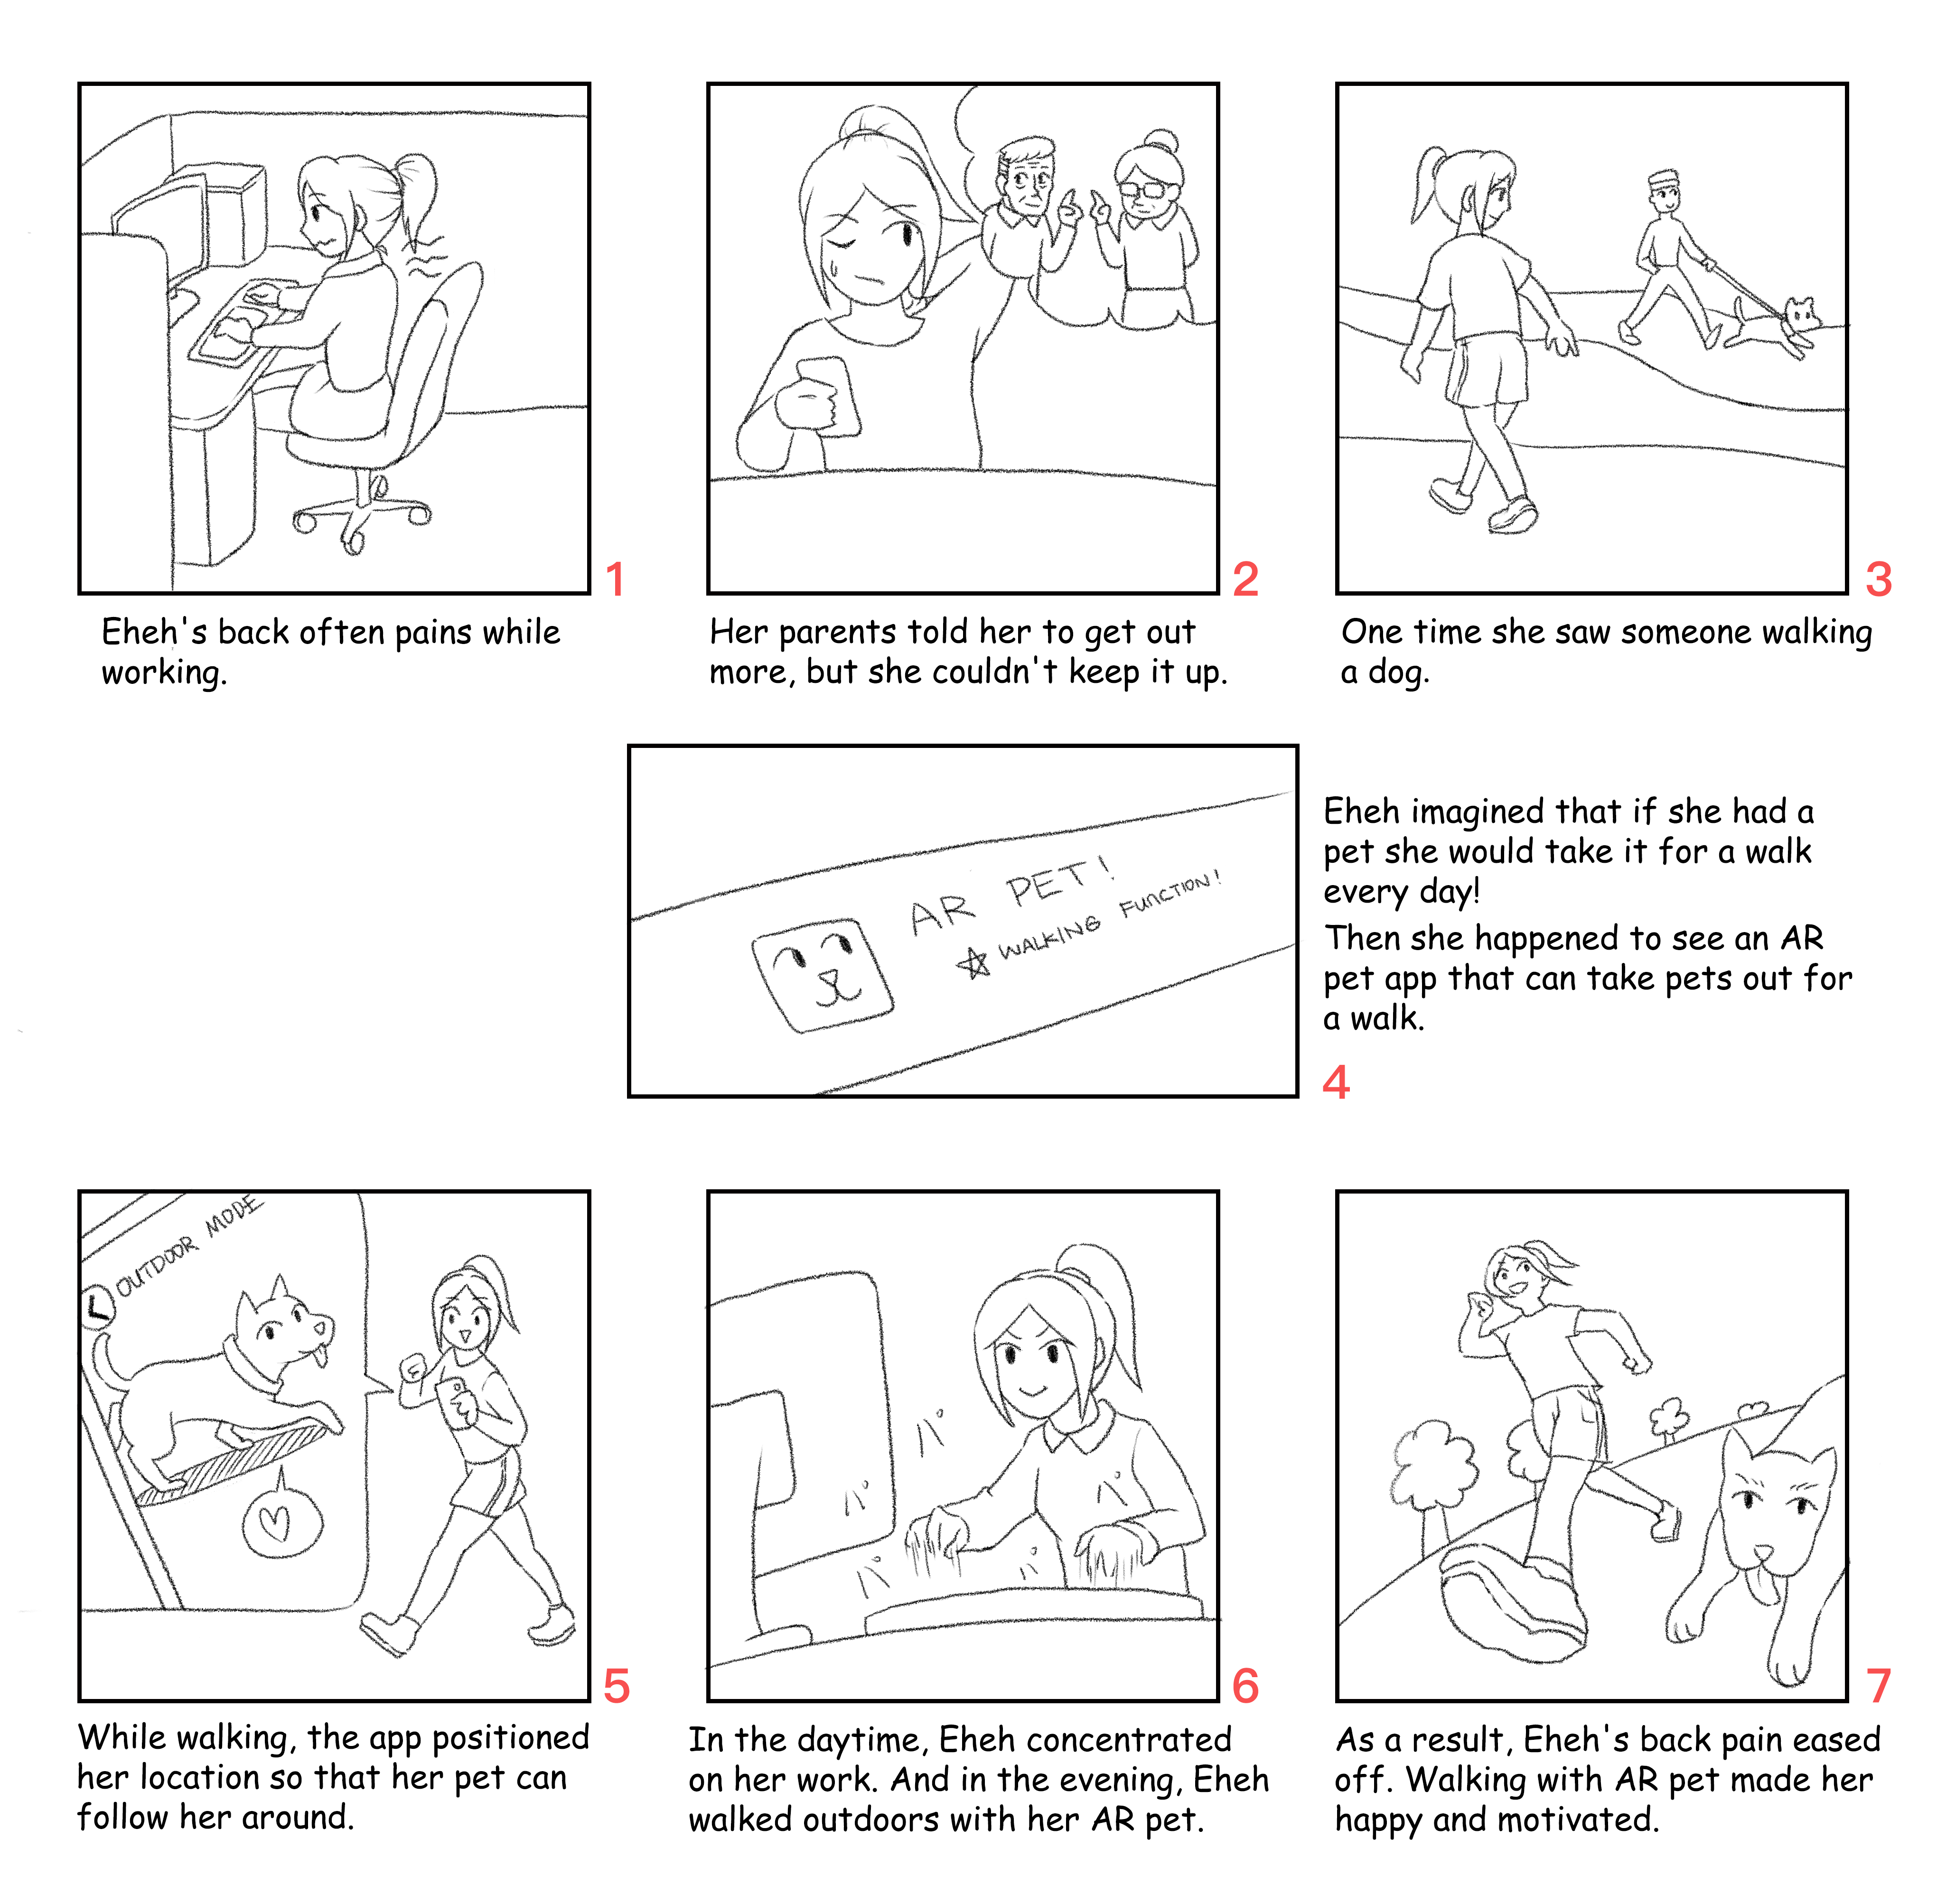 1
Eheh's back often pains while
working.
2
Her parents told her to get out
more, but she couldn't keep it up.
3
One time she saw someone walking
a dog.
AR PET!
☆ WALKING FUNCTION!
Eheh imagined that if she had a
pet she would take it for a walk
every day!
Then she happened to see an AR
pet app that can take pets out for
a walk.
4
L OUTDOOR MODE
5
While walking, the app positioned
her location so that her pet can
follow her around.
6
In the daytime, Eheh concentrated
on her work. And in the evening, Eheh
walked outdoors with her AR pet.
7
As a result, Eheh's back pain eased
off. Walking with AR pet made her
happy and motivated.